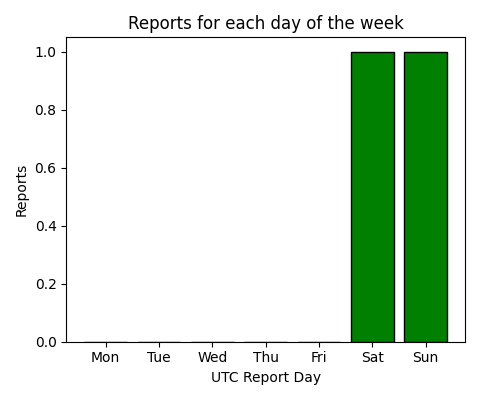 Reports for each day of the week
Reports
1.0
0.8
0.6
0.4
0.2
0.0
Mon Tue Wed Thu Fri Sat Sun
UTC Report Day